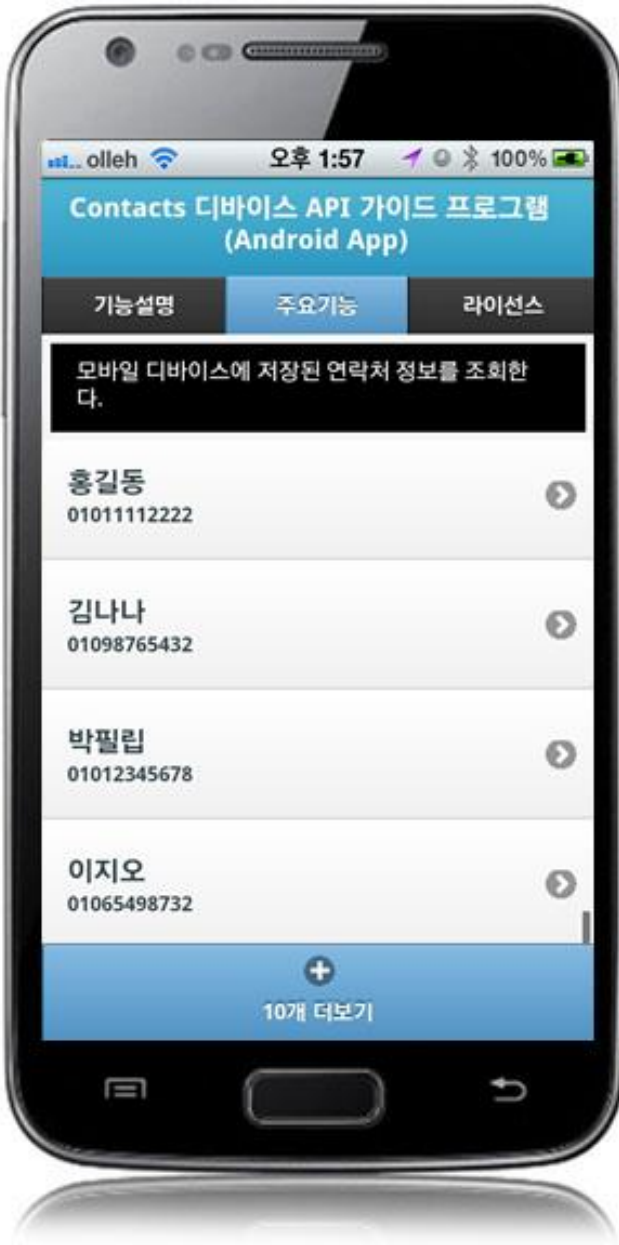 olleh 오후 1:57 100%
Contacts 디바이스 API 가이드 프로그램
(Android App)
기능설명 주요기능 라이선스
모바일 디바이스에 저장된 연락처 정보를 조회한
다.
홍길동
01011112222
김나나
01098765432
박필립
01012345678
이지오
01065498732
10개 더보기